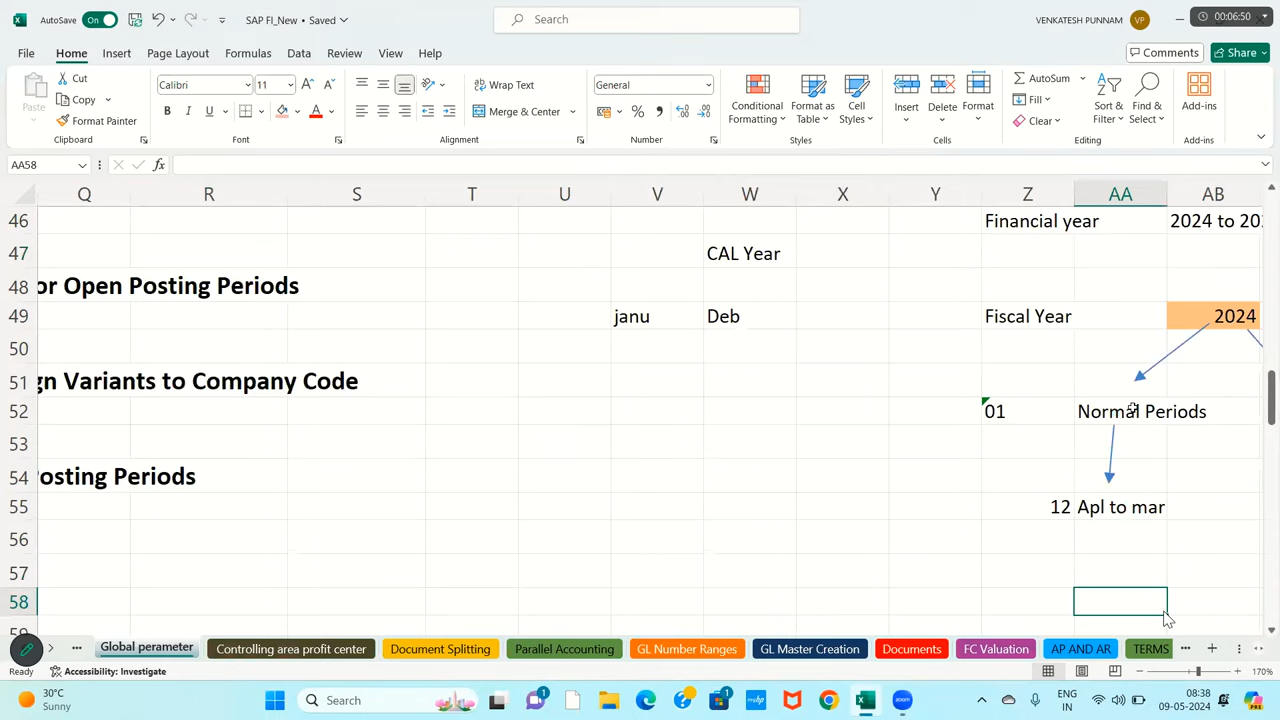 AutoSave On SAP FI_New • Saved Search VENKATESH PUNNAM VP 00:06:50
File Home Insert Page Layout Formulas Data Review View Help Comments Share
Paste Cut Copy Format Painter Calibri 11 Wrap Text Merge & Center General Conditional Formatting Format as Table Cell Styles Insert Delete Format AutoSum Fill Clear Sort & Filter Find & Select Add-ins
Clipboard Font Alignment Number Styles Cells Editing Add-ins
AA58 fx
Q R S T U V W X Y Z AA AB
46 Financial year 2024 to 20
47 CAL Year
48 or Open Posting Periods
49 janu Deb Fiscal Year 2024
50
51 gn Variants to Company Code
52 01 Normal Periods
53
54 Posting Periods
55 12 Apl to mar
56
57
58
59
Global perameter Controlling area profit center Document Splitting Parallel Accounting GL Number Ranges GL Master Creation Documents FC Valuation AP AND AR TERMS
Ready Accessibility: Investigate 170%
30°C Sunny Search ENG IN 08:38 09-05-2024